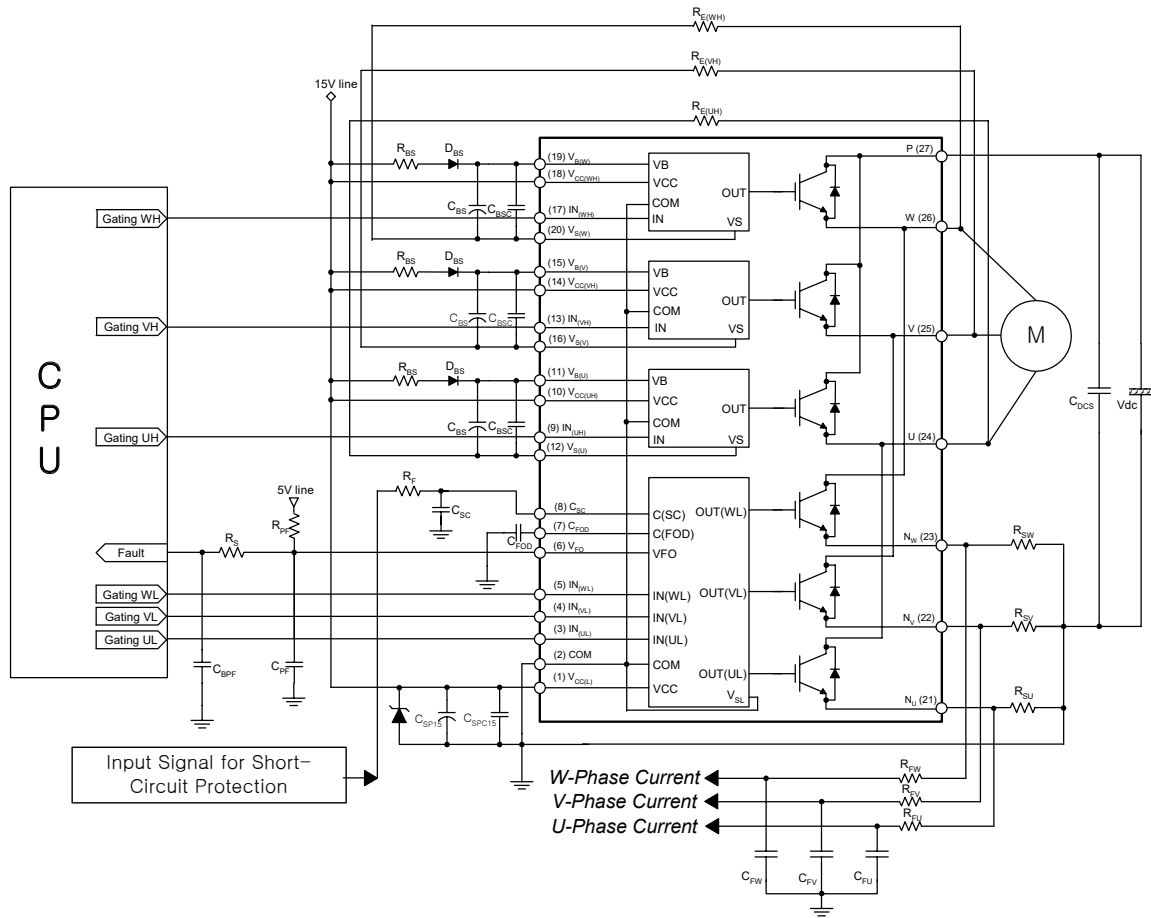 R_E(WH)
R_E(VH)
15V line
R_E(UH)
R_BS
D_BS
(19) V_B(W)
VB
P (27)
(18) V_CC(WH)
VCC
OUT
COM
C_BS
C_BSC
Gating WH
(17) IN_(WH)
IN
VS
W (26)
(20) V_S(W)
R_BS
D_BS
(15) V_B(V)
VB
(14) V_CC(VH)
VCC
OUT
COM
C_BS
C_BSC
Gating VH
(13) IN_(VH)
IN
VS
V (25)
M
(16) V_S(V)
CPU
R_BS
D_BS
(11) V_B(U)
VB
(10) V_CC(UH)
VCC
OUT
C_DCS
Vdc
COM
C_BS
C_BSC
Gating UH
(9) IN_(UH)
IN
VS
U (24)
(12) V_S(U)
R_F
5V line
C_SC
(8) C_SC
C(SC)
OUT(WL)
R_PF
(7) C_FOD
C(FOD)
R_S
C_FOD
Fault
(6) V_FO
VFO
N_W (23)
R_SW
Gating WL
(5) IN_(WL)
IN(WL)
OUT(VL)
Gating VL
(4) IN_(VL)
IN(VL)
N_V (22)
R_SV
Gating UL
(3) IN_(UL)
IN(UL)
(2) COM
COM
OUT(UL)
C_BPF
C_PF
(1) V_CC(L)
VCC
V_SL
N_U (21)
R_SU
C_SP15
C_SPC15
Input Signal for Short-
Circuit Protection
W-Phase Current
R_FW
V-Phase Current
R_FV
U-Phase Current
R_FU
C_FW
C_FV
C_FU